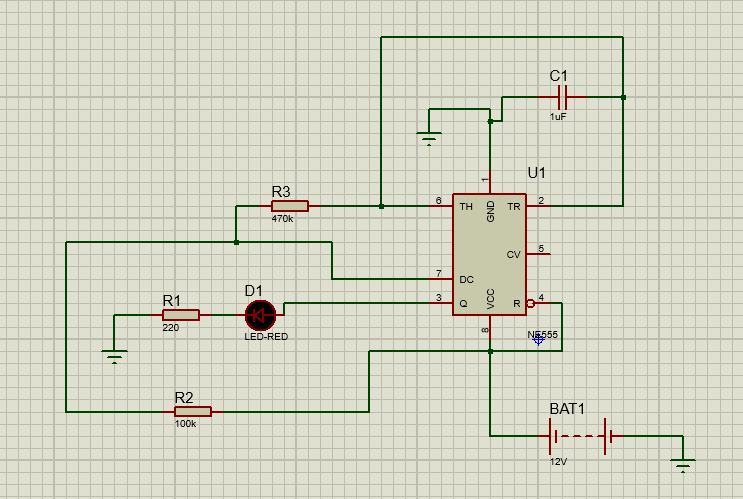 C1
1uF
U1
1
R3
470k
6
TH
GND
TR
2
CV
5
7
DC
D1
R1
220
LED-RED
3
Q
VCC
R
4
8
NE555
R2
100k
BAT1
12V